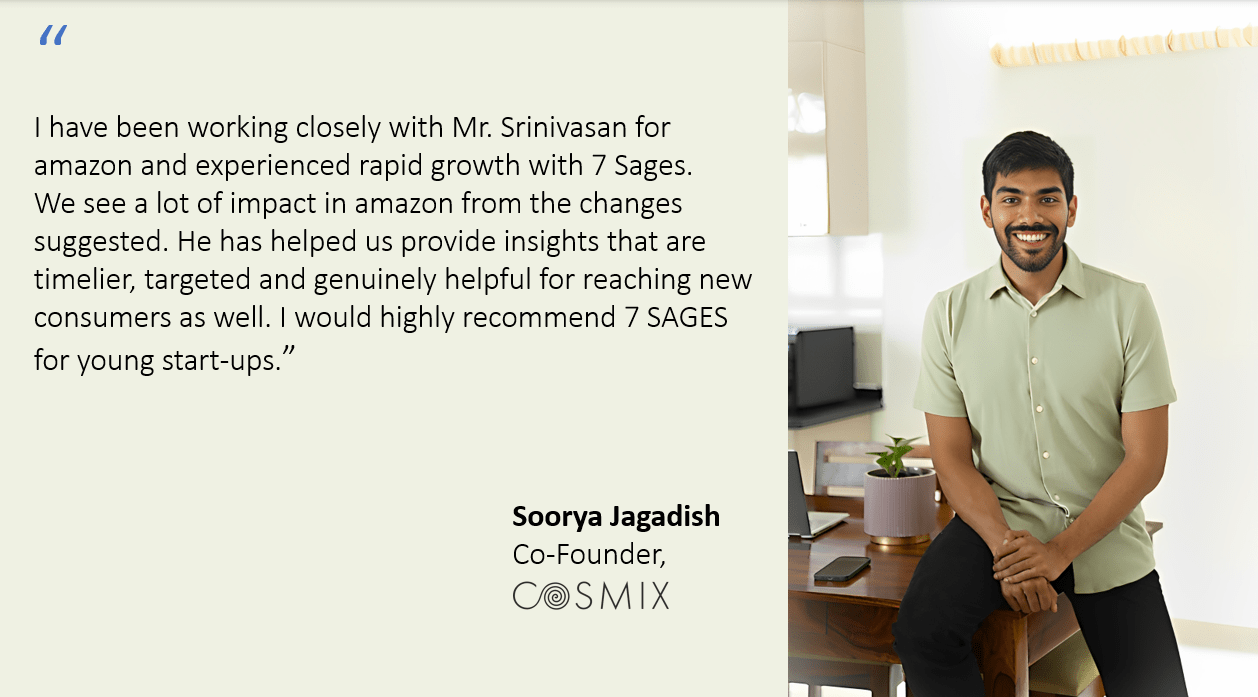 “
I have been working closely with Mr. Srinivasan for
amazon and experienced rapid growth with 7 Sages.
We see a lot of impact in amazon from the changes
suggested. He has helped us provide insights that are
timelier, targeted and genuinely helpful for reaching new
consumers as well. I would highly recommend 7 SAGES
for young start-ups.”
Soorya Jagadish
Co-Founder,
COSMIX